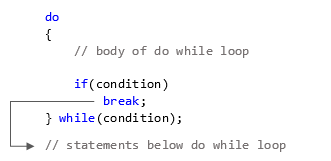 do
{
// body of do while loop
if(condition)
break;
} while(condition);
// statements below do while loop